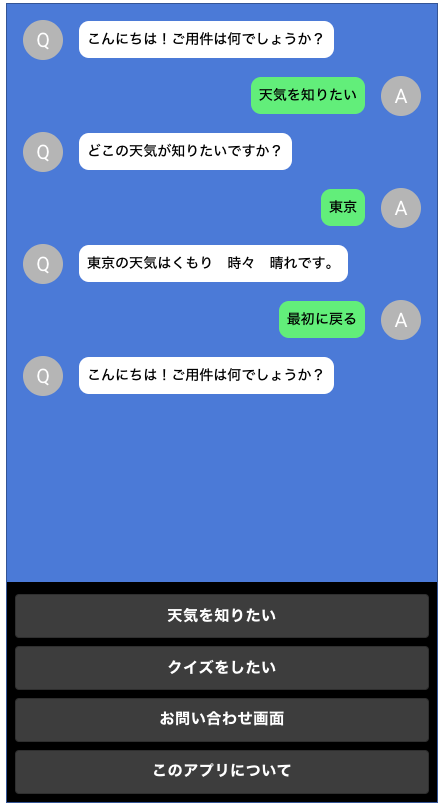 Q
こんにちは！ご用件は何でしょうか？
天気を知りたい
A
Q
どこの天気が知りたいですか？
東京
A
Q
東京の天気はくもり　時々　晴れです。
最初に戻る
A
Q
こんにちは！ご用件は何でしょうか？
天気を知りたい
クイズをしたい
お問い合わせ画面
このアプリについて